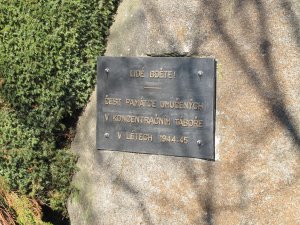 LIDÉ BDĚTE!
ČEST PAMÁTCE UMUČENÝCH
V KONCENTRAČNÍM TÁBOŘE
V LETECH 1944-45